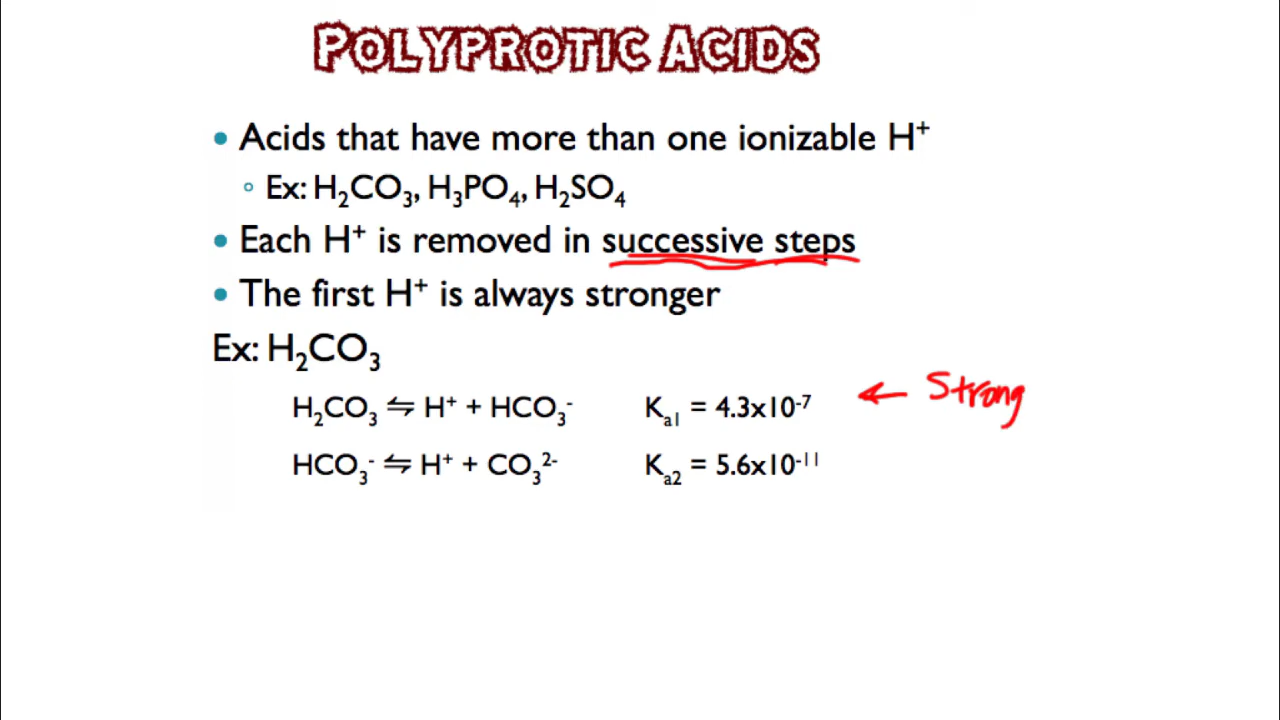 POLYPROTIC ACIDS
• Acids that have more than one ionizable H⁺
◦ Ex: H₂CO₃, H₃PO₄, H₂SO₄
• Each H⁺ is removed in successive steps
• The first H⁺ is always stronger
Ex: H₂CO₃
H₂CO₃ ⇋ H⁺ + HCO₃⁻ Kₐ₁ = 4.3x10⁻⁷ ← Strong
HCO₃⁻ ⇋ H⁺ + CO₃²⁻ Kₐ₂ = 5.6x10⁻¹¹